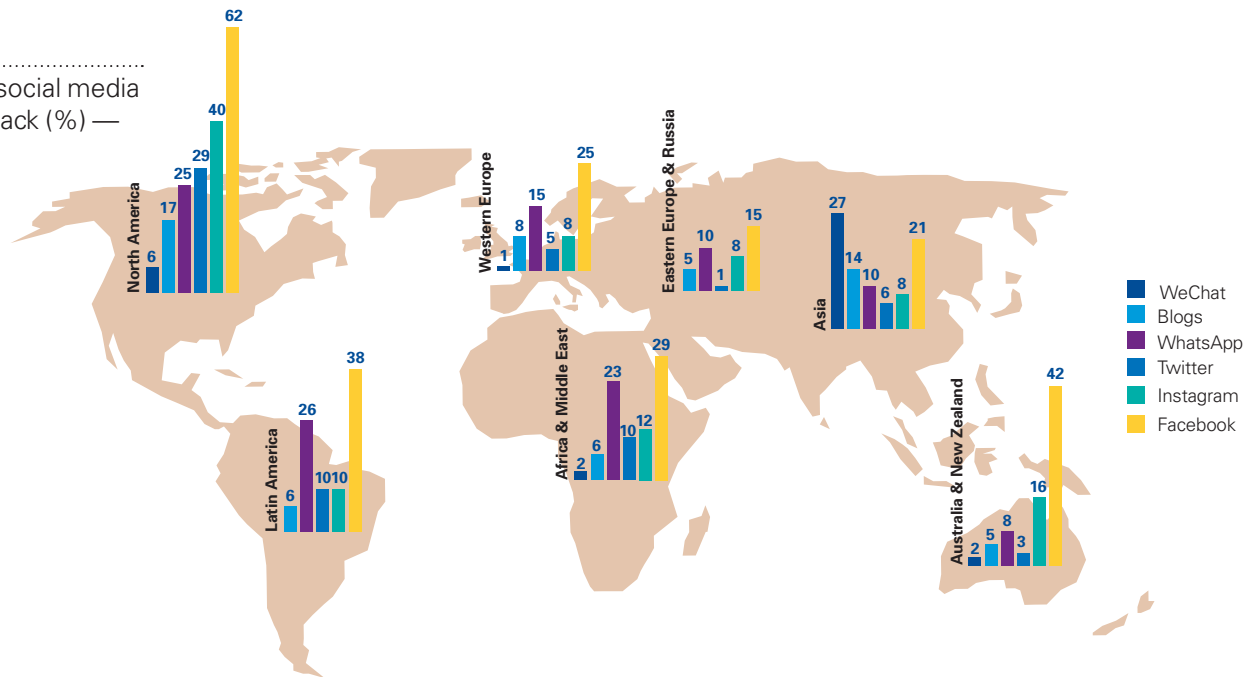 social media
ack (%) —
North America
6
17
25
29
40
62
Latin America
6
26
10
10
38
Western Europe
1
8
15
5
8
25
Africa & Middle East
2
6
23
10
12
29
Eastern Europe & Russia
5
10
1
8
15
Asia
27
14
10
6
8
21
Australia & New Zealand
2
5
8
3
16
42
WeChat
Blogs
WhatsApp
Twitter
Instagram
Facebook